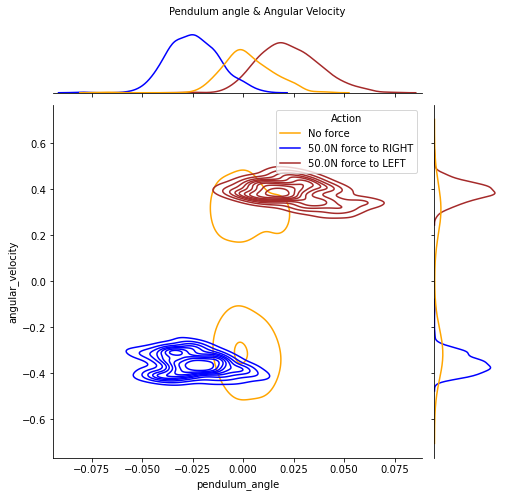 Pendulum angle & Angular Velocity
Action
No force
50.0N force to RIGHT
50.0N force to LEFT
0.6
0.4
0.2
0.0
−0.2
−0.4
−0.6
angular_velocity
−0.075
−0.050
−0.025
0.000
0.025
0.050
0.075
pendulum_angle